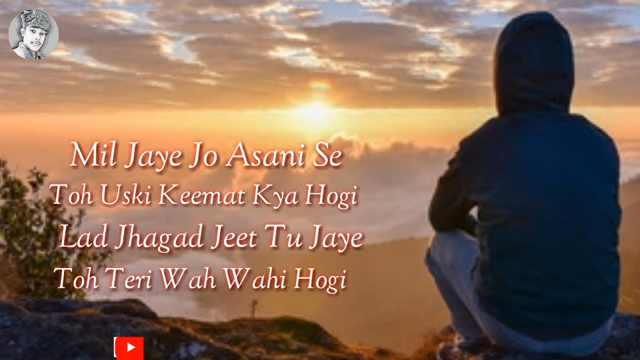 Mil Jaye Jo Asani Se
Toh Uski Keemat Kya Hogi
Lad Jhagad Jeet Tu Jaye
Toh Teri Wah Wahi Hogi